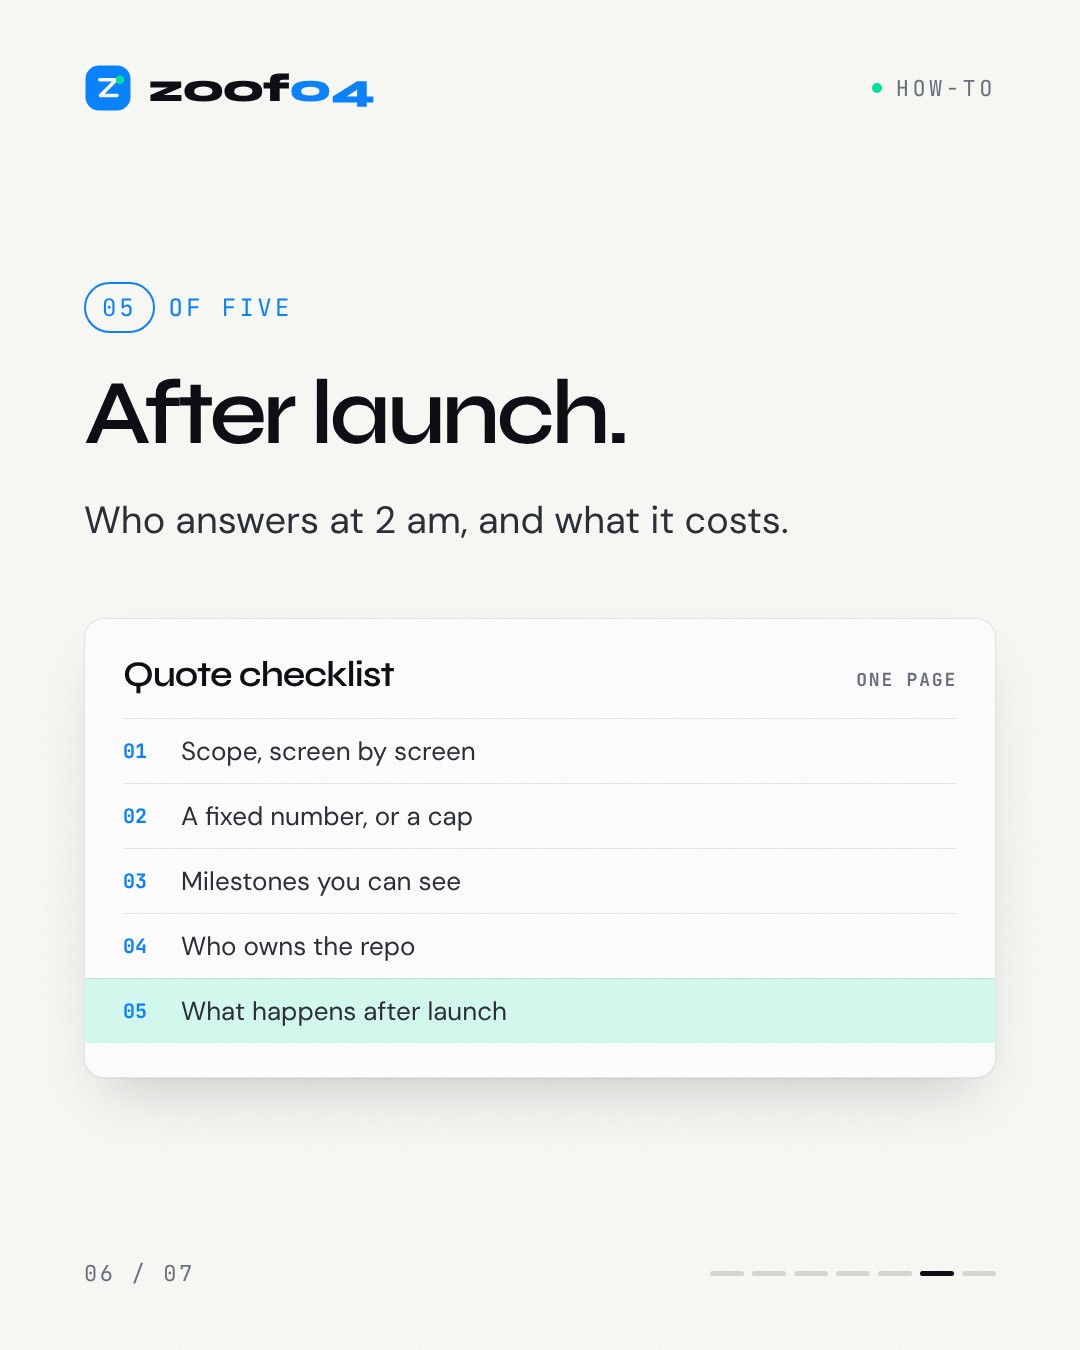 Z zoof04
HOW-TO
05 OF FIVE
After launch.
Who answers at 2 am, and what it costs.
Quote checklist
ONE PAGE
01 Scope, screen by screen
02 A fixed number, or a cap
03 Milestones you can see
04 Who owns the repo
05 What happens after launch
06 / 07